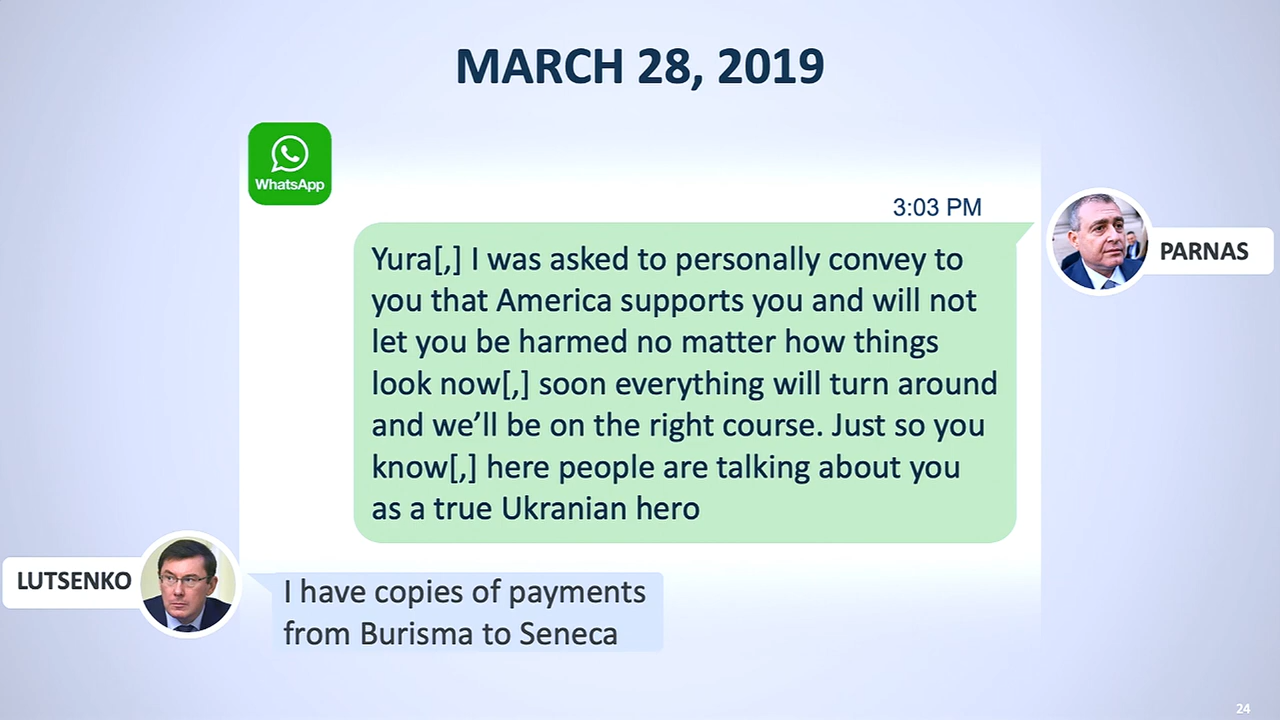 MARCH 28, 2019
WhatsApp
3:03 PM
PARNAS
Yura[,] I was asked to personally convey to
you that America supports you and will not
let you be harmed no matter how things
look now[,] soon everything will turn around
and we’ll be on the right course. Just so you
know[,] here people are talking about you
as a true Ukranian hero
LUTSENKO
I have copies of payments
from Burisma to Seneca
24